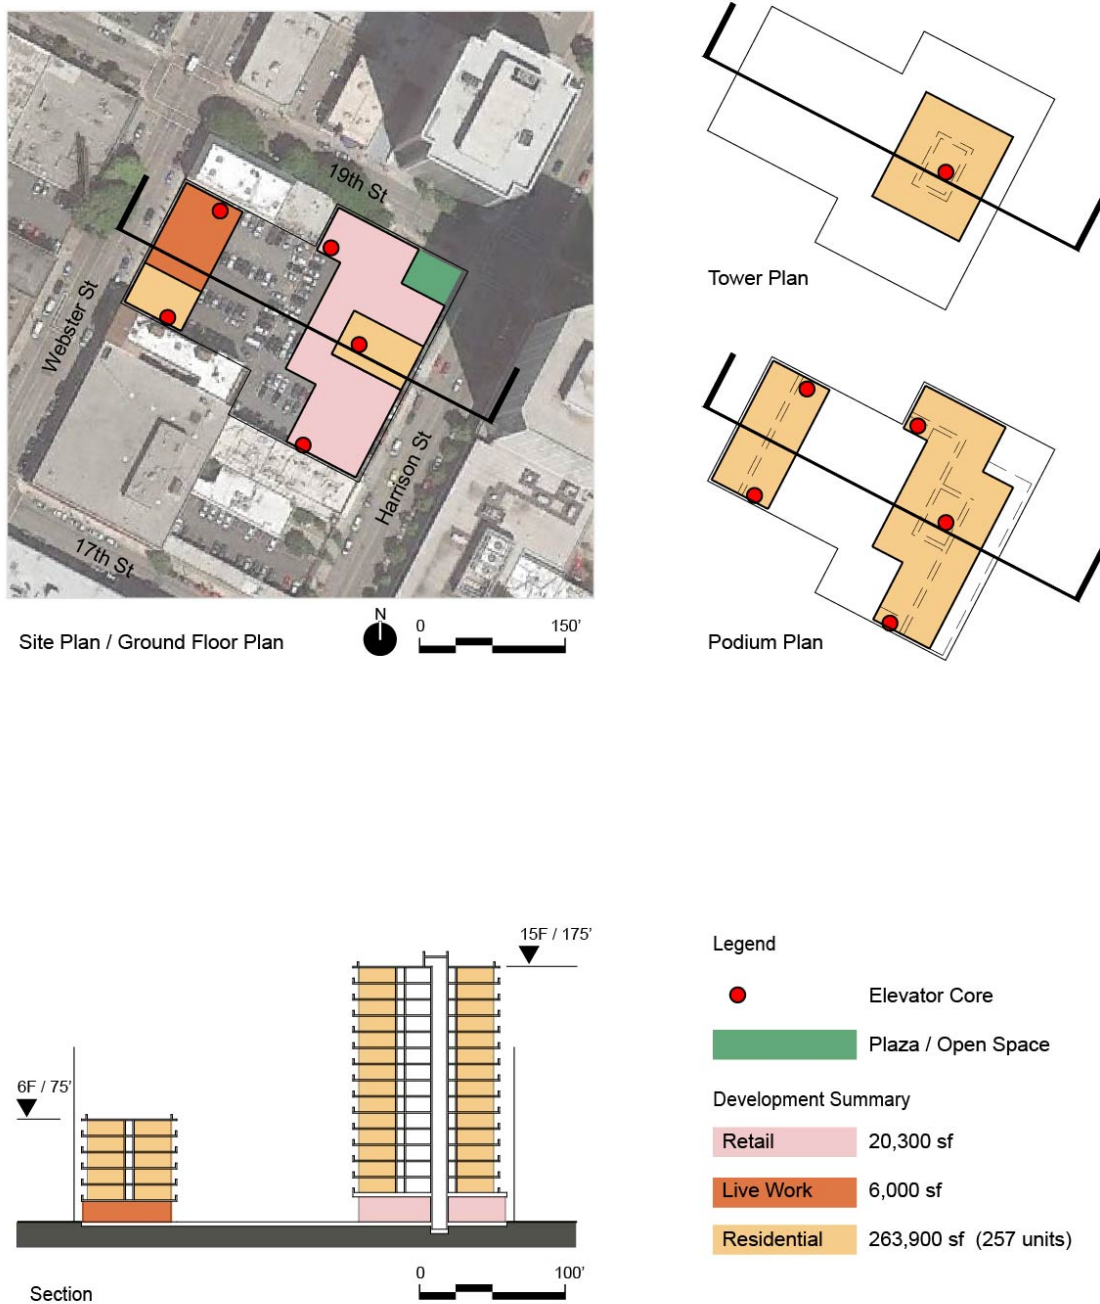 19th St
Webster St
Harrison St
17th St
Site Plan / Ground Floor Plan
N
0 150'
Tower Plan
Podium Plan
15F / 175'
6F / 75'
0 100'
Section
Legend
Elevator Core
Plaza / Open Space
Development Summary
Retail 20,300 sf
Live Work 6,000 sf
Residential 263,900 sf (257 units)